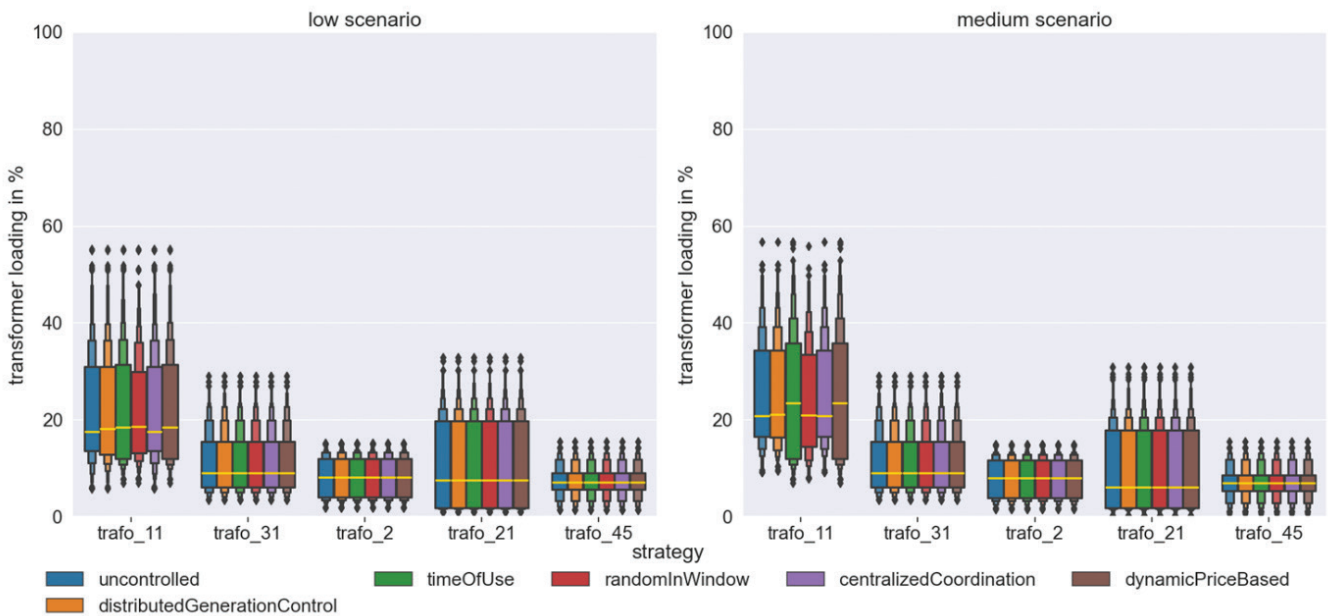 low scenario
medium scenario
transformer loading in %
100
80
60
40
20
0
trafo_11
trafo_31
trafo_2
trafo_21
trafo_45
transformer loading in %
100
80
60
40
20
0
trafo_11
trafo_31
trafo_2
trafo_21
trafo_45
strategy
uncontrolled
timeOfUse
randomInWindow
centralizedCoordination
dynamicPriceBased
distributedGenerationControl